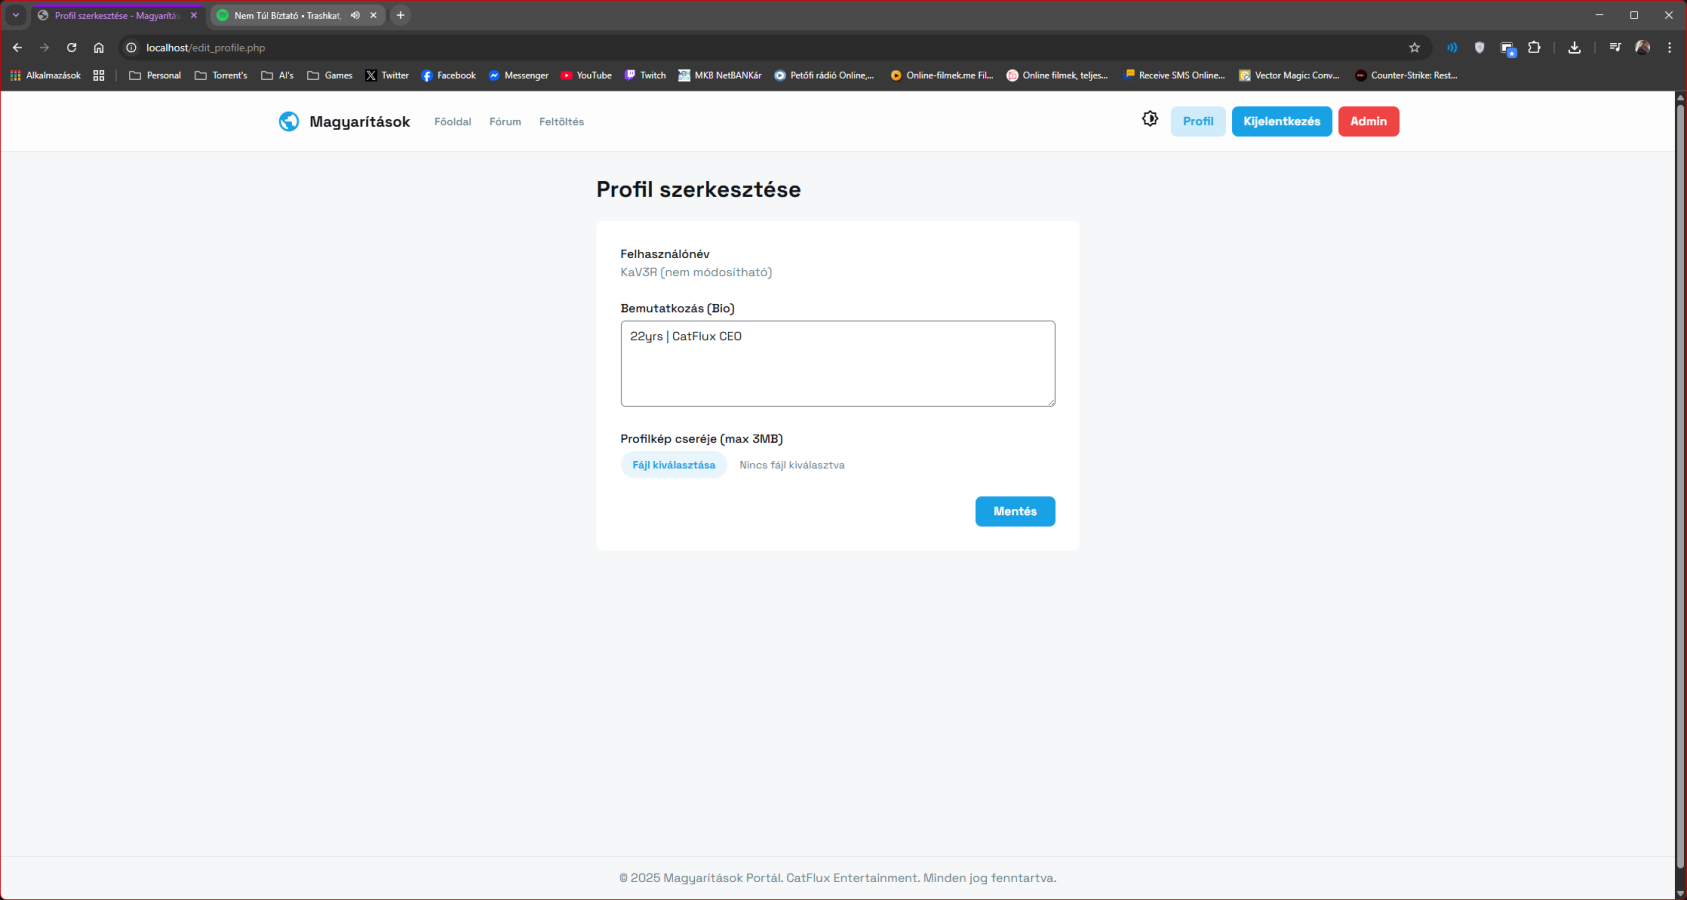 Profil szerkesztése - Magyarítás
Nem Túl Bíztató • Trashkat,
localhost/edit_profile.php
Alkalmazások
Personal
Torrent's
AI's
Games
Twitter
Facebook
Messenger
YouTube
Twitch
MKB NetBANKár
Petőfi rádió Online,...
Online-filmek.me Fil...
Online filmek, teljes...
Receive SMS Online...
Vector Magic: Conv...
Counter-Strike: Rest...
Magyarítások
Főoldal
Fórum
Feltöltés
Profil
Kijelentkezés
Admin
Profil szerkesztése
Felhasználónév
KaV3R (nem módosítható)
Bemutatkozás (Bio)
22yrs | CatFlux CEO
Profilkép cseréje (max 3MB)
Fájl kiválasztása
Nincs fájl kiválasztva
Mentés
© 2025 Magyarítások Portál. CatFlux Entertainment. Minden jog fenntartva.